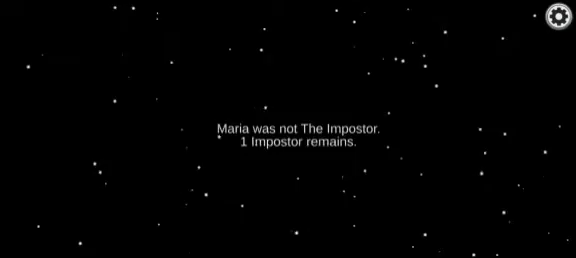 Maria was not The Impostor.
1 Impostor remains.